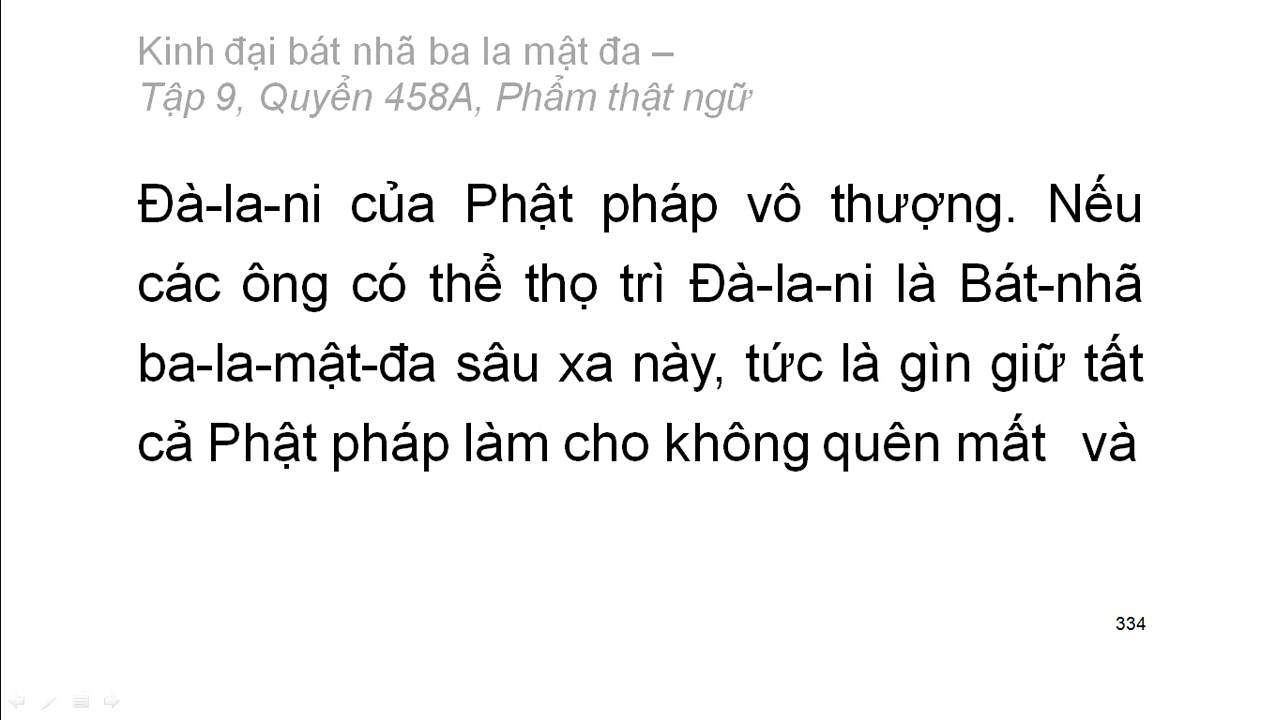 Kinh đại bát nhã ba la mật đa –
Tập 9, Quyển 458A, Phẩm thật ngữ
Đà-la-ni của Phật pháp vô thượng. Nếu
các ông có thể thọ trì Đà-la-ni là Bát-nhã
ba-la-mật-đa sâu xa này, tức là gìn giữ tất
cả Phật pháp làm cho không quên mất và
334